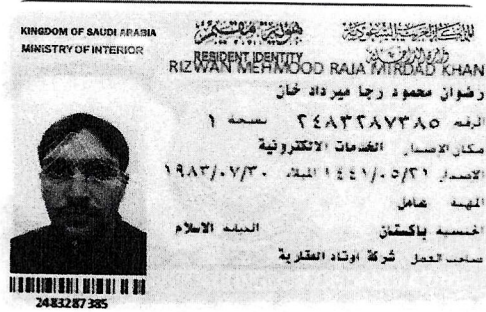 KINGDOM OF SAUDI ARABIA
MINISTRY OF INTERIOR
هوية مقيم
RESIDENT IDENTITY
المملكة العربية السعودية
وزارة الداخلية
RIZWAN MEHMOOD RAJA MIRDAD KHAN
رضوان محمود رجا ميرداد خان
الرقم ٢٤٨٣٢٨٧٣٨٥ نسخة ١
مكان الاصدار الخدمات الالكترونية
الاصدار ١٤٤١/٠٥/٢١ الميلاد ١٩٨٣/٠٧/٣٠
المهنة عامل
الجنسية باكستان الديانة الاسلام
صاحب العمل شركة اوتاد العقارية
2483287385